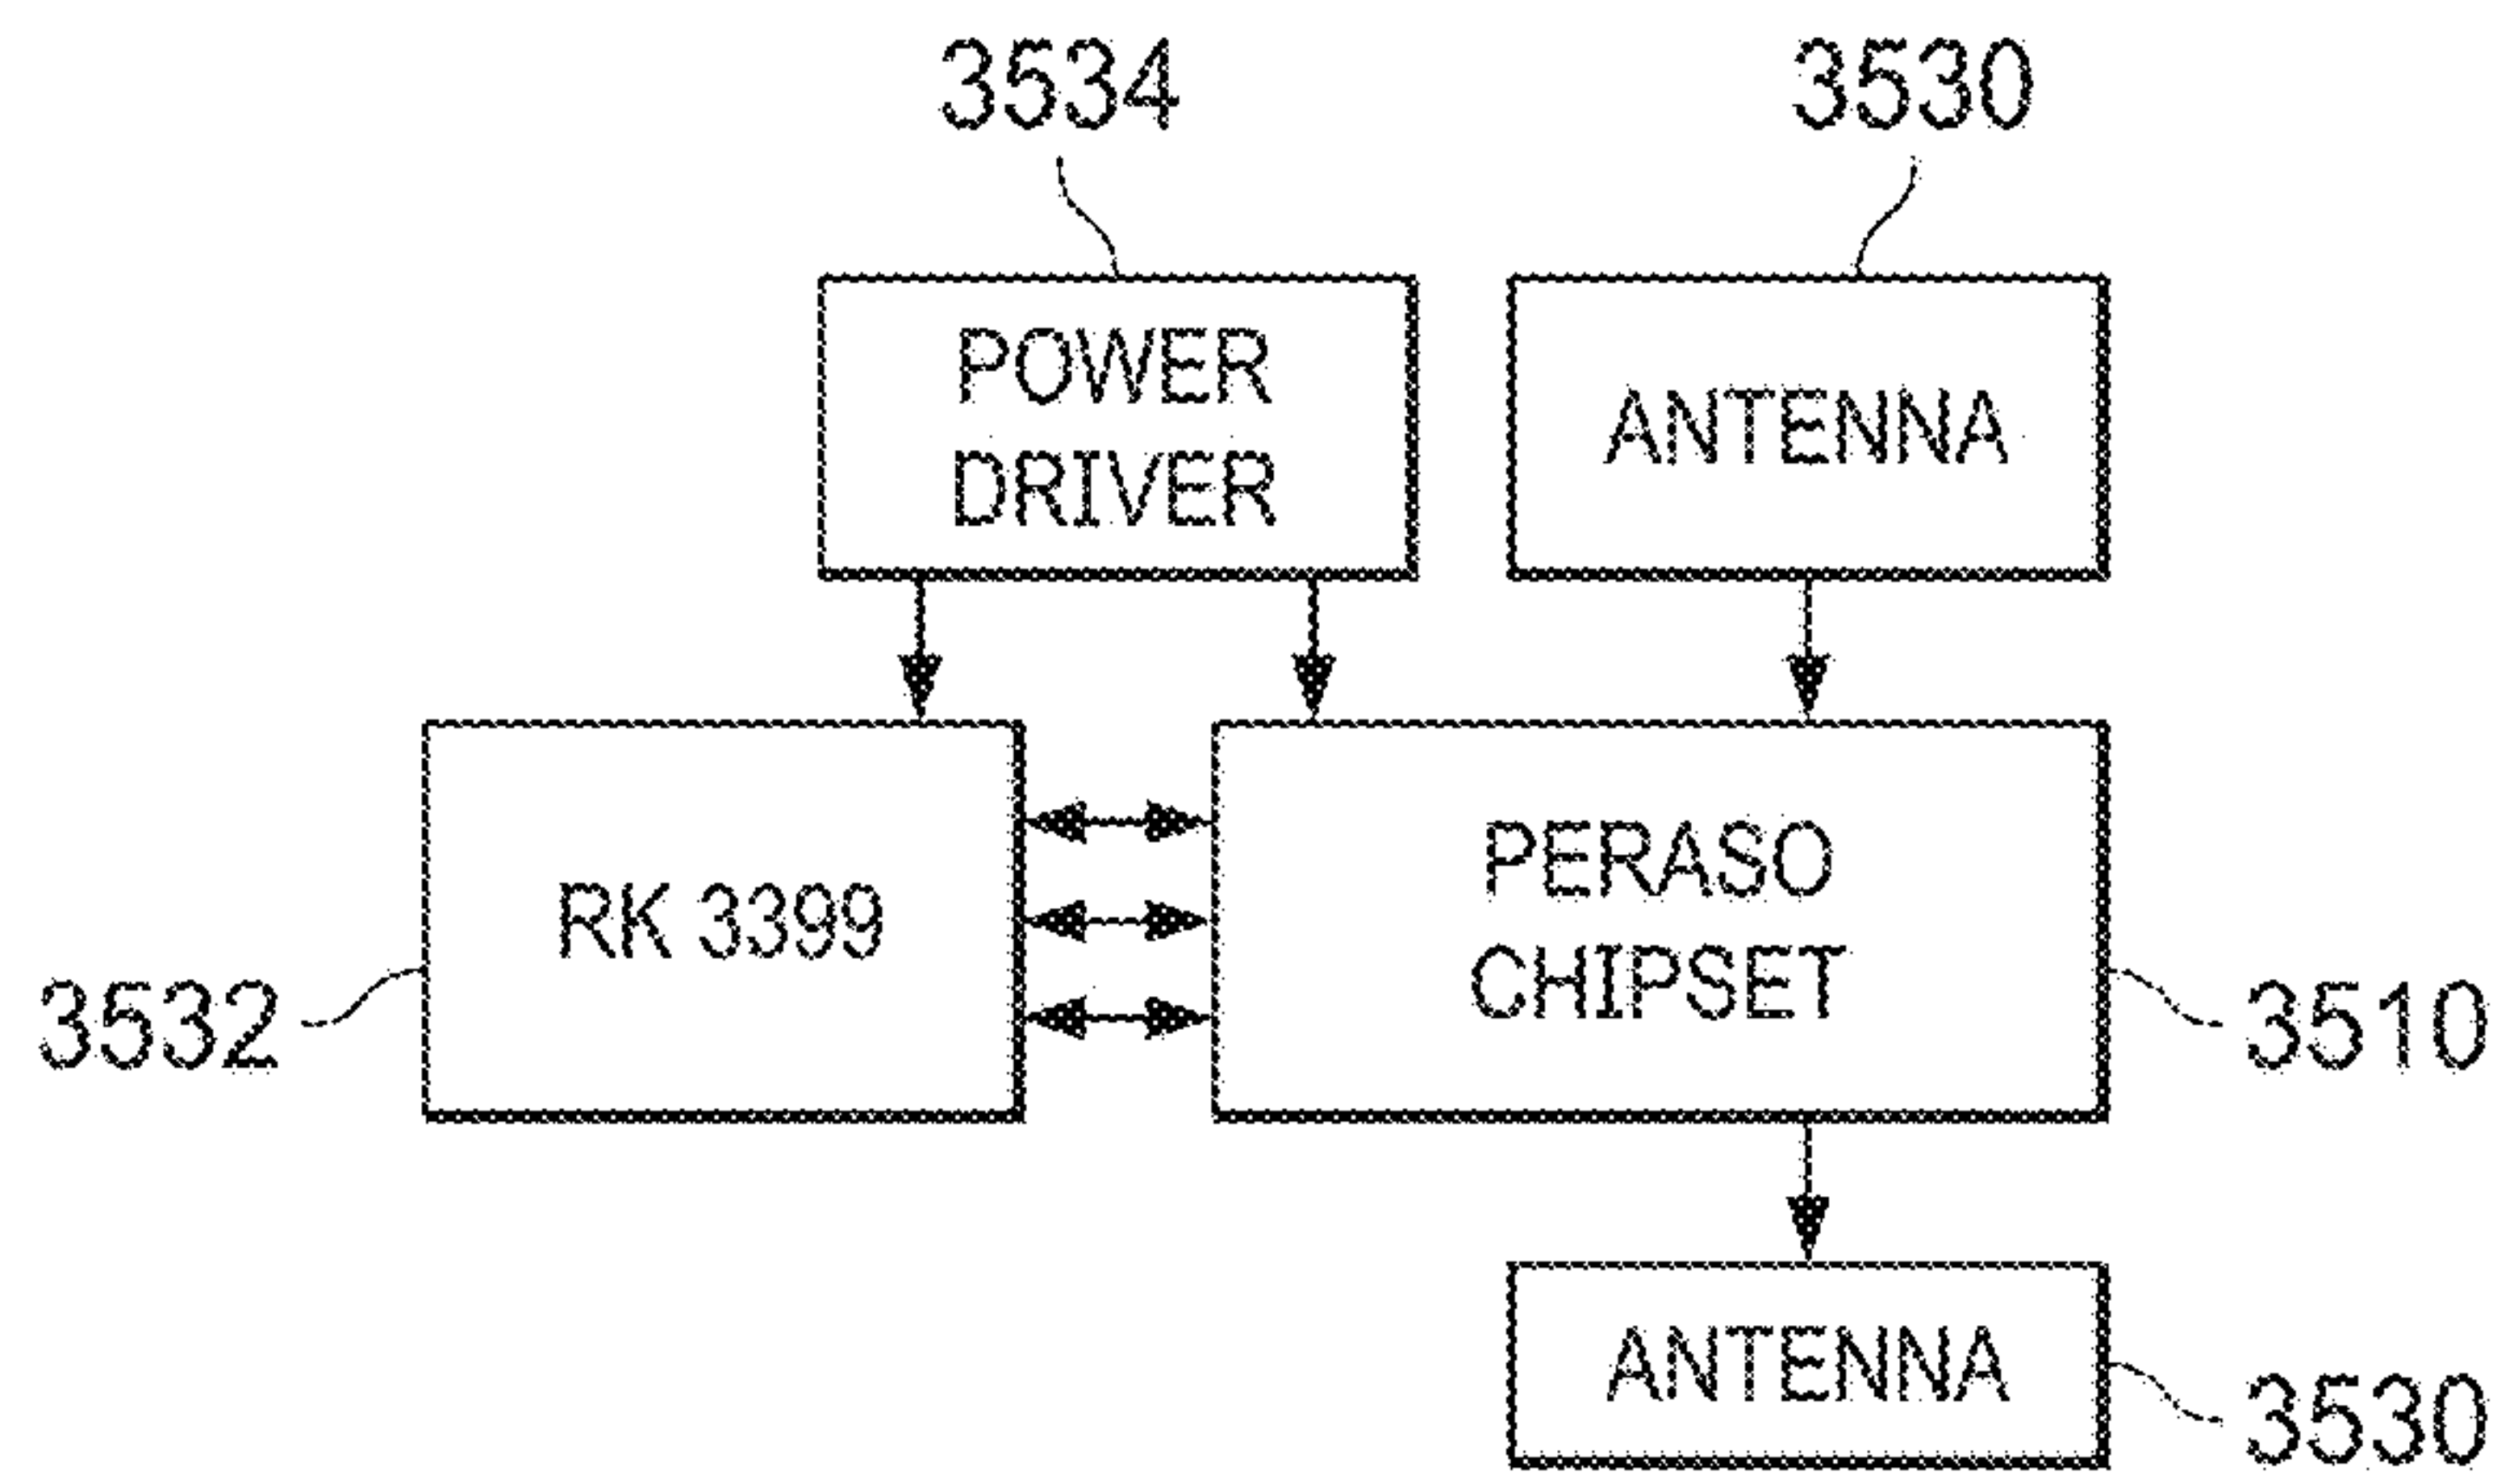 3534
3530
POWER
DRIVER
ANTENNA
RK 3399
PERASO
CHIPSET
3532
3510
ANTENNA
3530